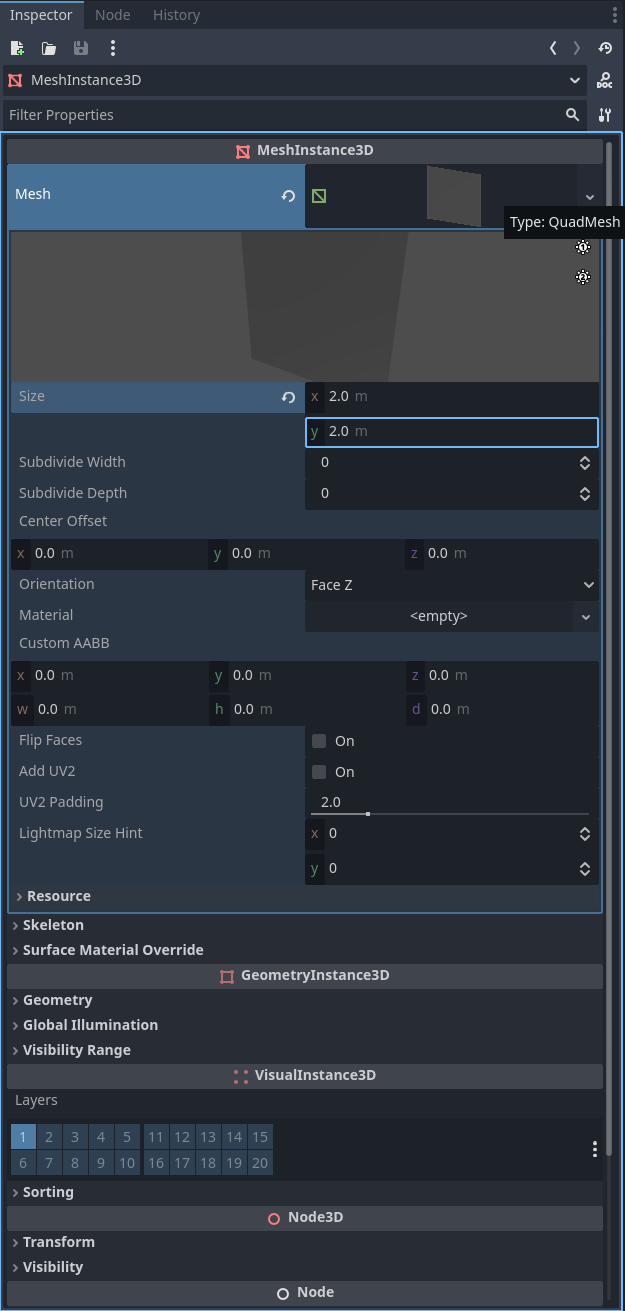 Inspector Node History
MeshInstance3D
DOC
Filter Properties
MeshInstance3D
Mesh
Type: QuadMesh
1
2
Size x 2.0 m
y 2.0 m
Subdivide Width 0
Subdivide Depth 0
Center Offset
x 0.0 m y 0.0 m z 0.0 m
Orientation Face Z
Material <empty>
Custom AABB
x 0.0 m y 0.0 m z 0.0 m
w 0.0 m h 0.0 m d 0.0 m
Flip Faces On
Add UV2 On
UV2 Padding 2.0
Lightmap Size Hint x 0
y 0
Resource
Skeleton
Surface Material Override
GeometryInstance3D
Geometry
Global Illumination
Visibility Range
VisualInstance3D
Layers
1 2 3 4 5 11 12 13 14 15
6 7 8 9 10 16 17 18 19 20
Sorting
Node3D
Transform
Visibility
Node